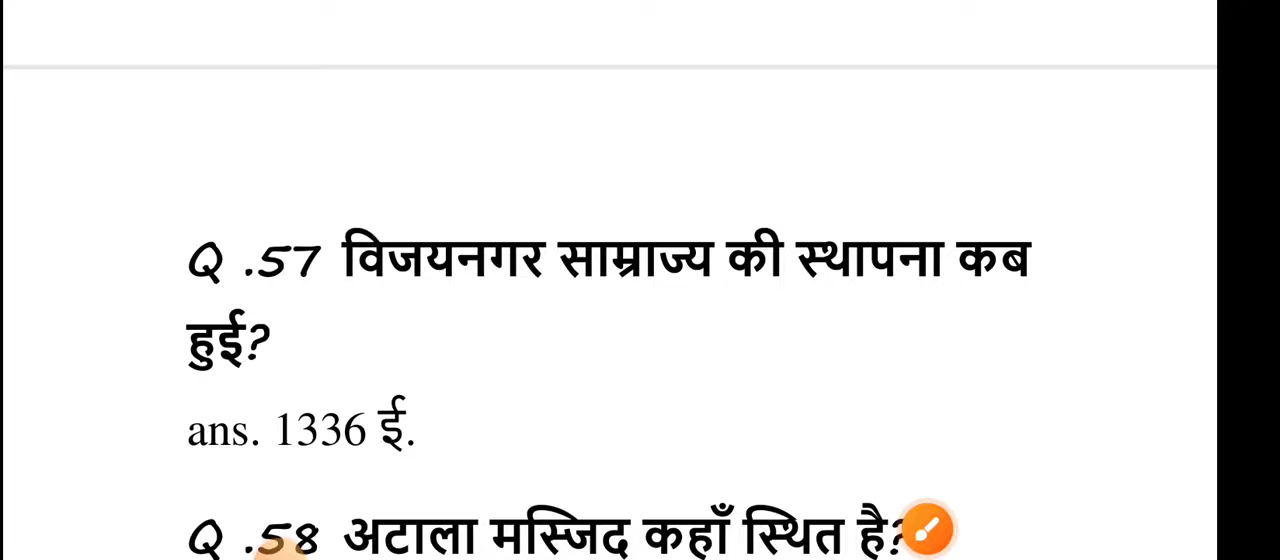 Q .57 विजयनगर साम्राज्य की स्थापना कब
हुई?
ans. 1336 ई.
Q .58 अटाला मस्जिद कहाँ स्थित है?